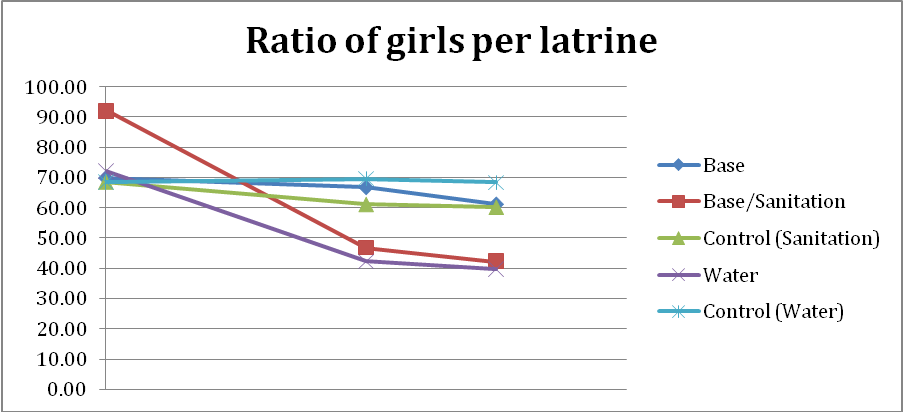 Ratio of girls per latrine
100.00
90.00
80.00
70.00
60.00
50.00
40.00
30.00
20.00
10.00
0.00
Base
Base/Sanitation
Control (Sanitation)
Water
Control (Water)